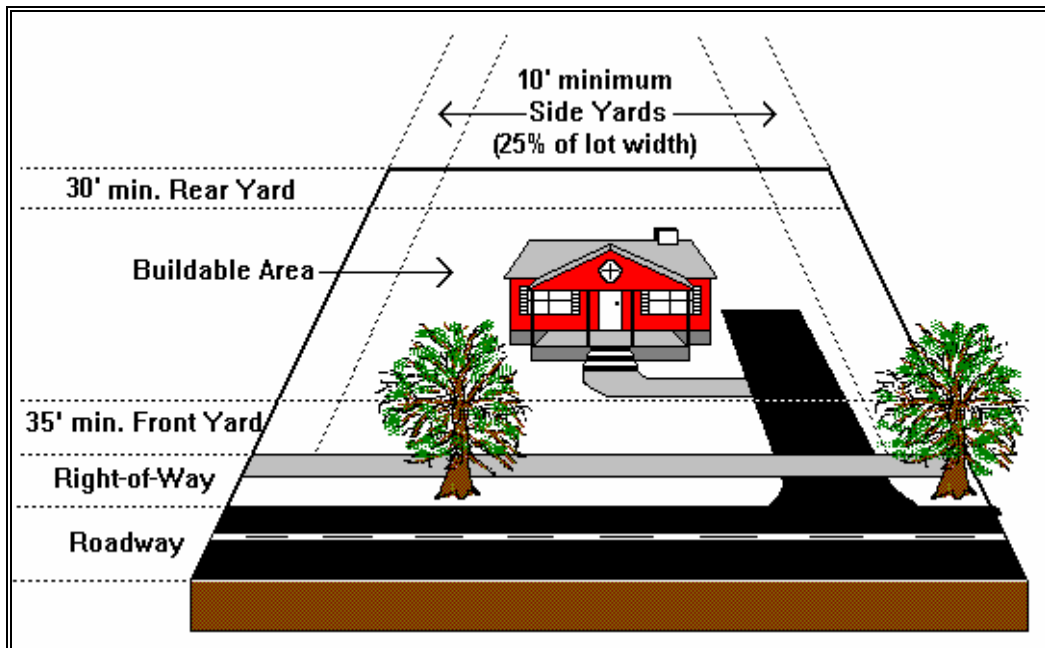 10' minimum
Side Yards
(25% of lot width)
30' min. Rear Yard
Buildable Area
35' min. Front Yard
Right-of-Way
Roadway